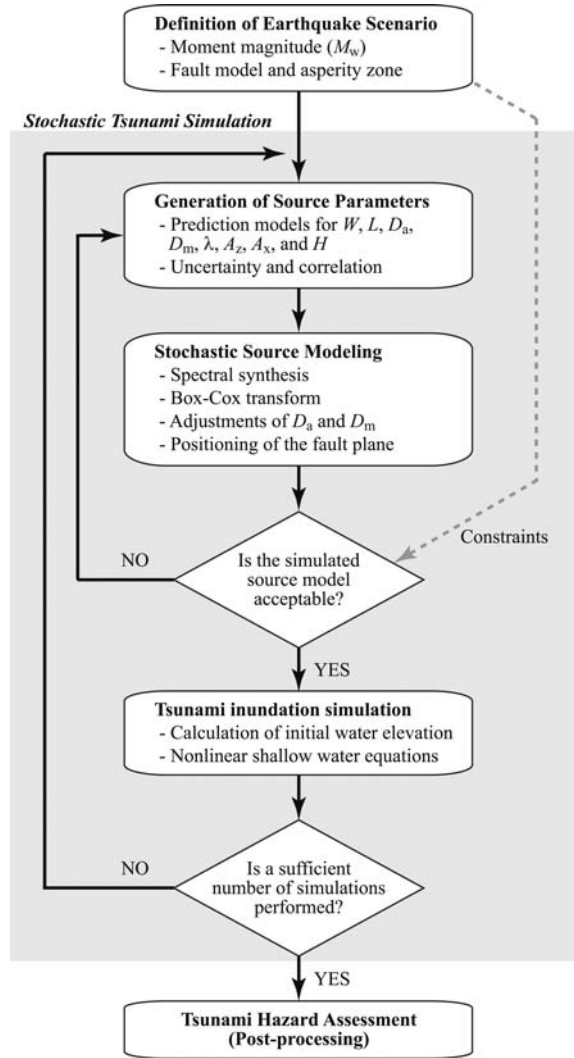 Definition of Earthquake Scenario
- Moment magnitude (Mw)
- Fault model and asperity zone
Stochastic Tsunami Simulation
Generation of Source Parameters
- Prediction models for W, L, Da,
Dm, λ, Az, Ax, and H
- Uncertainty and correlation
Stochastic Source Modeling
- Spectral synthesis
- Box-Cox transform
- Adjustments of Da and Dm
- Positioning of the fault plane
Constraints
NO
Is the simulated
source model
acceptable?
YES
Tsunami inundation simulation
- Calculation of initial water elevation
- Nonlinear shallow water equations
NO
Is a sufficient
number of simulations
performed?
YES
Tsunami Hazard Assessment
(Post-processing)